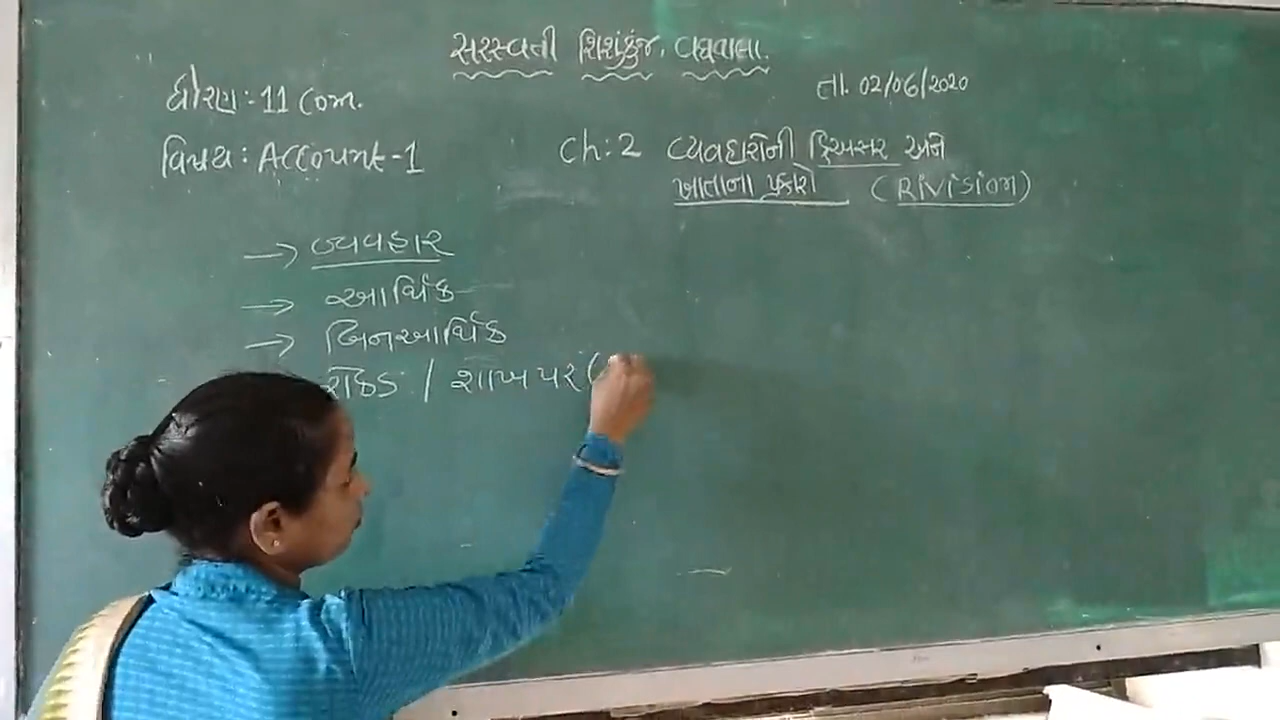 સરસ્વતી શિશુકુંજ, વઘવાલા.
તા. 02/06/2020
ધોરણ : 11 Com.
વિષય : Account-1
Ch: 2 વ્યવહારોની દ્વિઅસર અને
ખાતાના પ્રકારો (Rivision)
→ વ્યવહાર
→ આર્થિક
→ બિનઆર્થિક
રોકડ / શાખ પર (